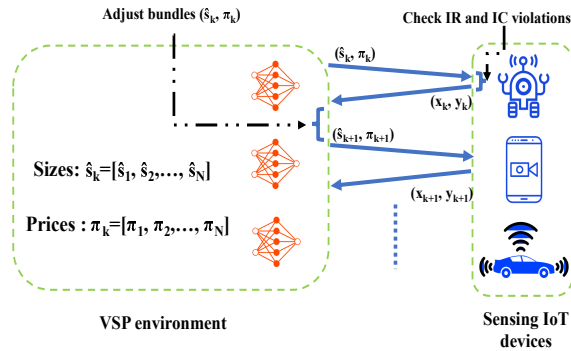 Adjust bundles (ŝk, πk)
Check IR and IC violations
(ŝk, πk)
(xk, yk)
(ŝk+1, πk+1)
(xk+1, yk+1)
Sizes: ŝk=[ŝ1, ŝ2,…, ŝN]
Prices : πk=[π1, π2,…, πN]
VSP environment
Sensing IoT
devices